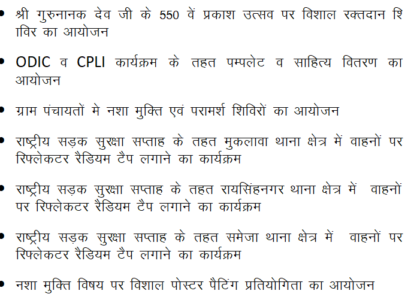 • श्री गुरुनानक देव जी के 550 वें प्रकाश उत्सव पर विशाल रक्तदान शि
ाविर का आयोजन
• ODIC व CPLI कार्यक्रम के तहत पम्पलेट व साहित्य वितरण का
आयोजन
• ग्राम पंचायतों मे नशा मुक्ति एवं परामर्श शिविरों का आयोजन
• राष्ट्रीय सड़क सुरक्षा सप्ताह के तहत मुकलावा थाना क्षेत्र में वाहनों पर
रिफ्लेकटर रैडियम टैप लगाने का कार्यक्रम
• राष्ट्रीय सड़क सुरक्षा सप्ताह के तहत रायसिंहनगर थाना क्षेत्र में वाहनों
पर रिफ्लेकटर रैडियम टैप लगाने का कार्यक्रम
• राष्ट्रीय सड़क सुरक्षा सप्ताह के तहत समेजा थाना क्षेत्र में वाहनों पर
रिफ्लेकटर रैडियम टैप लगाने का कार्यक्रम
• नशा मुक्ति विषय पर विशाल पोस्टर पैटिंग प्रतियोगिता का आयोजन